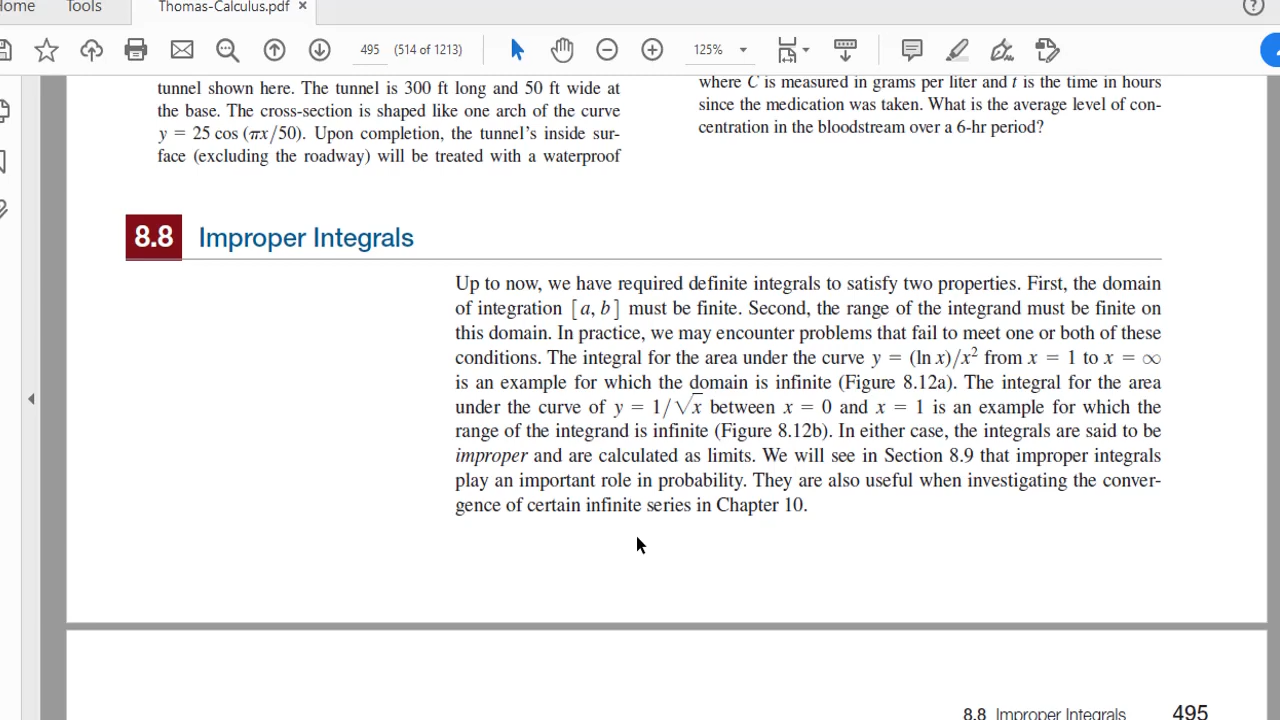 Home Tools Thomas-Calculus.pdf ×
495 (514 of 1213) 125%
tunnel shown here. The tunnel is 300 ft long and 50 ft wide at
the base. The cross-section is shaped like one arch of the curve
y = 25 cos (πx/50). Upon completion, the tunnel's inside sur-
face (excluding the roadway) will be treated with a waterproof
where C is measured in grams per liter and t is the time in hours
since the medication was taken. What is the average level of con-
centration in the bloodstream over a 6-hr period?
8.8 Improper Integrals
Up to now, we have required definite integrals to satisfy two properties. First, the domain
of integration [a, b] must be finite. Second, the range of the integrand must be finite on
this domain. In practice, we may encounter problems that fail to meet one or both of these
conditions. The integral for the area under the curve y = (ln x)/x² from x = 1 to x = ∞
is an example for which the domain is infinite (Figure 8.12a). The integral for the area
under the curve of y = 1/√x between x = 0 and x = 1 is an example for which the
range of the integrand is infinite (Figure 8.12b). In either case, the integrals are said to be
improper and are calculated as limits. We will see in Section 8.9 that improper integrals
play an important role in probability. They are also useful when investigating the conver-
gence of certain infinite series in Chapter 10.
8.8 Improper Integrals 495